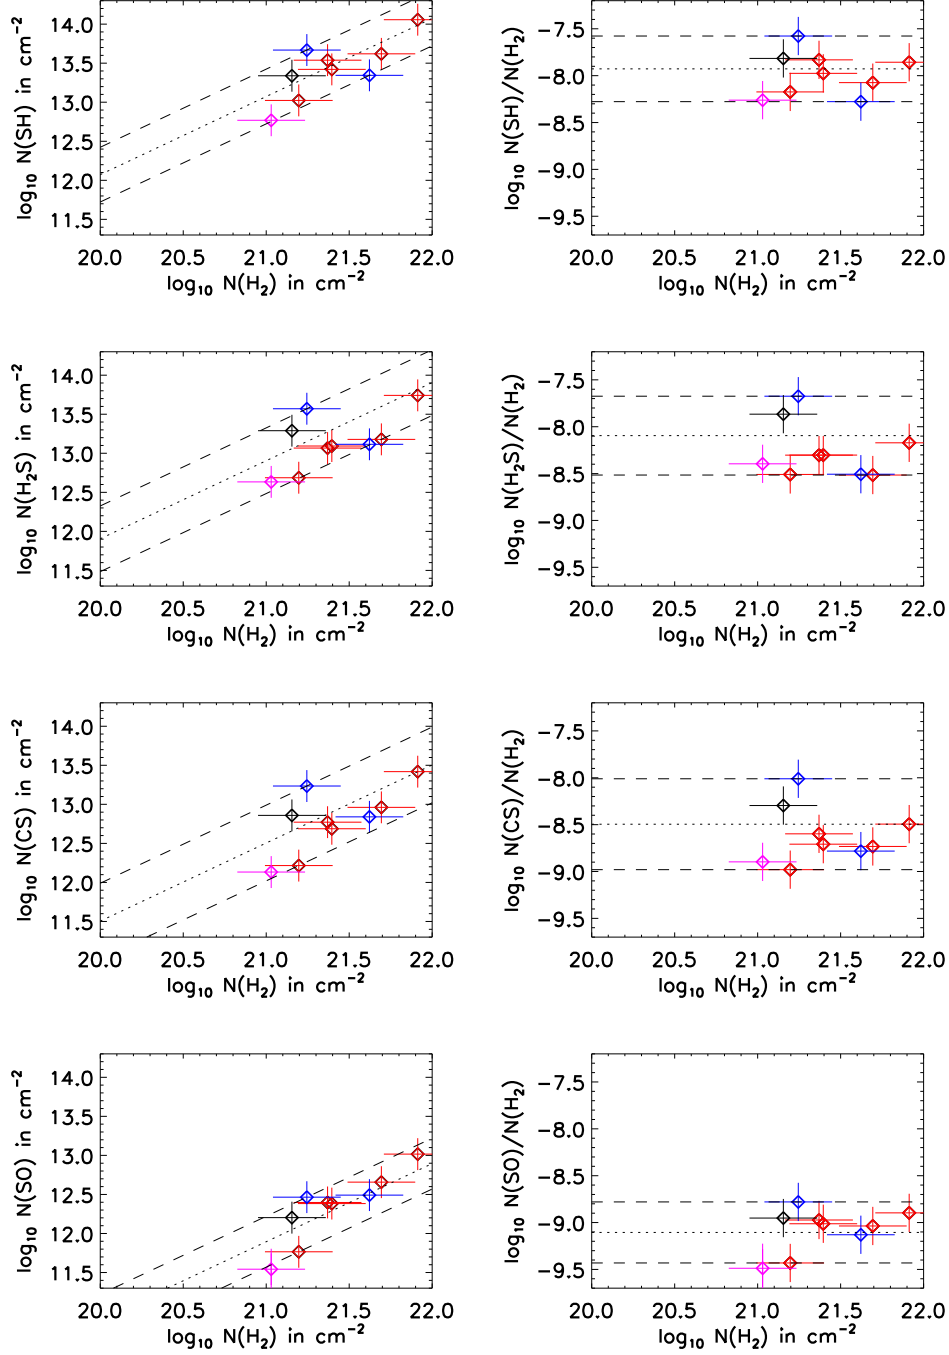 log₁₀ N(SH) in cm⁻²
14.0
13.5
13.0
12.5
12.0
11.5
20.0 20.5 21.0 21.5 22.0
log₁₀ N(H₂) in cm⁻²
log₁₀ N(SH)/N(H₂)
−7.5
−8.0
−8.5
−9.0
−9.5
20.0 20.5 21.0 21.5 22.0
log₁₀ N(H₂) in cm⁻²
log₁₀ N(H₂S) in cm⁻²
14.0
13.5
13.0
12.5
12.0
11.5
20.0 20.5 21.0 21.5 22.0
log₁₀ N(H₂) in cm⁻²
log₁₀ N(H₂S)/N(H₂)
−7.5
−8.0
−8.5
−9.0
−9.5
20.0 20.5 21.0 21.5 22.0
log₁₀ N(H₂) in cm⁻²
log₁₀ N(CS) in cm⁻²
14.0
13.5
13.0
12.5
12.0
11.5
20.0 20.5 21.0 21.5 22.0
log₁₀ N(H₂) in cm⁻²
log₁₀ N(CS)/N(H₂)
−7.5
−8.0
−8.5
−9.0
−9.5
20.0 20.5 21.0 21.5 22.0
log₁₀ N(H₂) in cm⁻²
log₁₀ N(SO) in cm⁻²
14.0
13.5
13.0
12.5
12.0
11.5
20.0 20.5 21.0 21.5 22.0
log₁₀ N(H₂) in cm⁻²
log₁₀ N(SO)/N(H₂)
−7.5
−8.0
−8.5
−9.0
−9.5
20.0 20.5 21.0 21.5 22.0
log₁₀ N(H₂) in cm⁻²